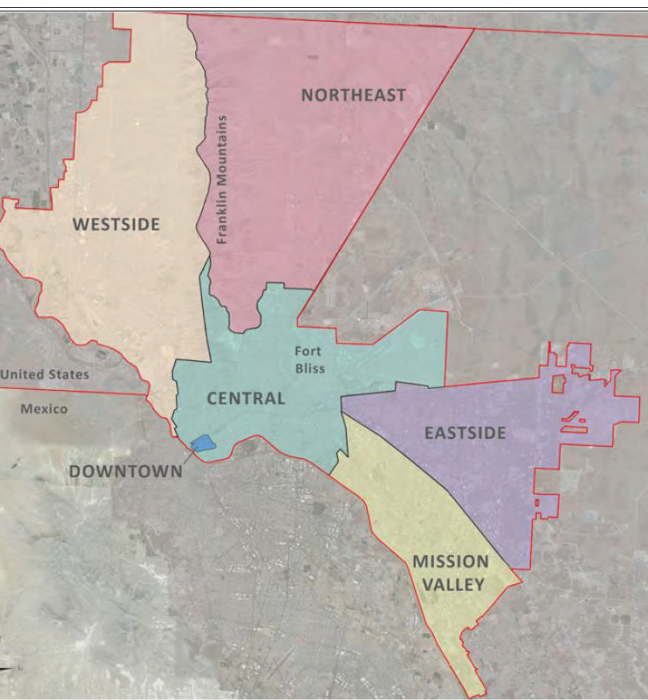 NORTHEAST
Franklin Mountains
WESTSIDE
Fort
Bliss
United States
CENTRAL
Mexico
EASTSIDE
DOWNTOWN
MISSION
VALLEY